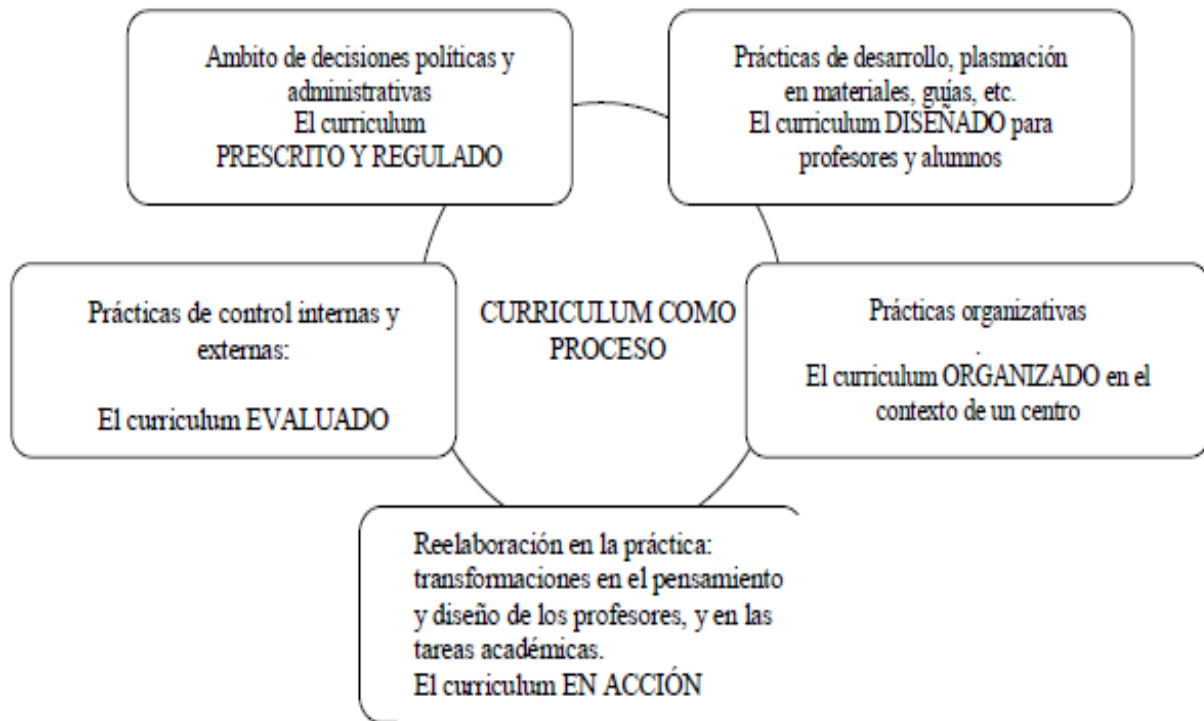 Ambito de decisiones políticas y
administrativas
El curriculum
PRESCRITO Y REGULADO
Prácticas de desarrollo, plasmación
en materiales, guías, etc.
El curriculum DISEÑADO para
profesores y alumnos
Prácticas de control internas y
externas:
El curriculum EVALUADO
CURRICULUM COMO
PROCESO
Prácticas organizativas
.
El curriculum ORGANIZADO en el
contexto de un centro
Reelaboración en la práctica:
transformaciones en el pensamiento
y diseño de los profesores, y en las
tareas académicas.
El curriculum EN ACCIÓN